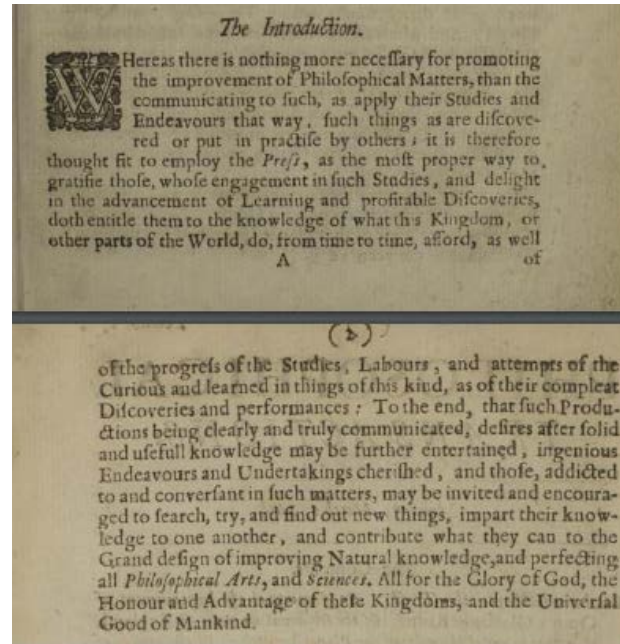 The Introduction.
WHereas there is nothing more neceſſary for promoting
the improvement of Philoſophical Matters, than the
communicating to ſuch, as apply their Studies and
Endeavours that way, ſuch things as are diſcove-
red or put in practiſe by others; it is therefore
thought fit to employ the Preſs, as the moſt proper way to
gratifie thoſe, whoſe engagement in ſuch Studies, and delight
in the advancement of Learning and profitable Diſcoveries,
doth entitle them to the knowledge of what this Kingdom, or
other parts of the World, do, from time to time, afford, as well
A of
(2)
of the progreſs of the Studies, Labours, and attempts of the
Curious and learned in things of this kind, as of their compleat
Diſcoveries and performances: To the end, that ſuch Produ-
ctions being clearly and truly communicated, deſires after ſolid
and uſefull knowledge may be further entertained, ingenious
Endeavours and Undertakings cheriſhed, and thoſe, addicted
to and converſant in ſuch matters, may be invited and encoura-
ged to ſearch, try, and find out new things, impart their know-
ledge to one another, and contribute what they can to the
Grand deſign of improving Natural knowledge, and perfecting
all Philoſophical Arts, and Sciences. All for the Glory of God, the
Honour and Advantage of theſe Kingdoms, and the Univerſal
Good of Mankind.